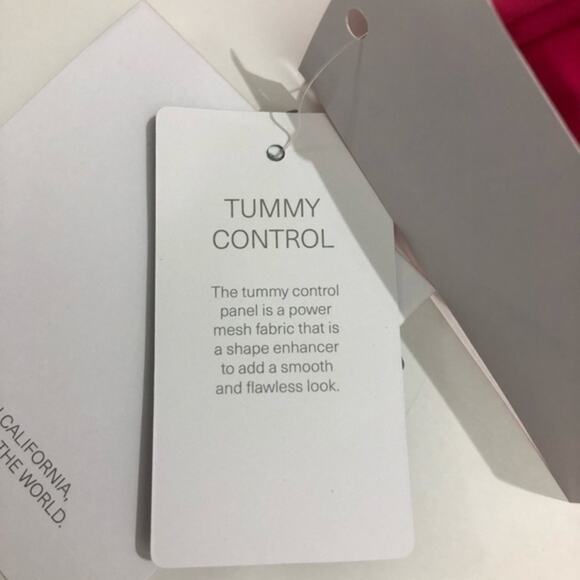 TUMMY
CONTROL
The tummy control
panel is a power
mesh fabric that is
a shape enhancer
to add a smooth
and flawless look.
CALIFORNIA,
THE WORLD.